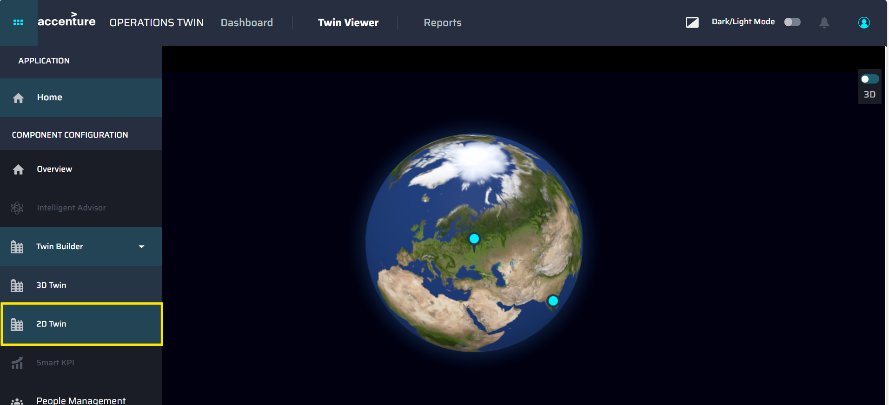 accenture OPERATIONS TWIN Dashboard Twin Viewer Reports Dark/Light Mode
APPLICATION
Home
COMPONENT CONFIGURATION
Overview
Intelligent Advisor
Twin Builder
3D Twin
2D Twin
Smart KPI
People Management
3D